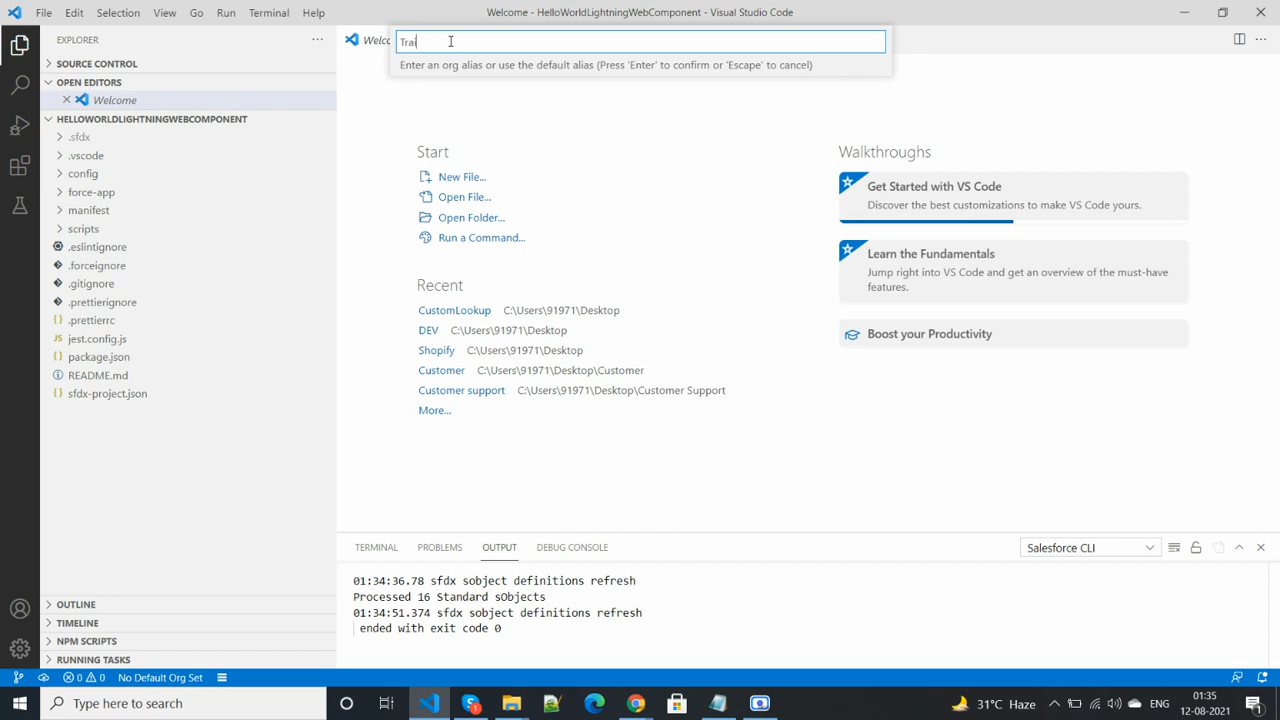 File Edit Selection View Go Run Terminal Help
Welcome - HelloWorldLightningWebComponent - Visual Studio Code
EXPLORER
Trai
Enter an org alias or use the default alias (Press 'Enter' to confirm or 'Escape' to cancel)
SOURCE CONTROL
OPEN EDITORS
Welcome
HELLOWORLDLIGHTNINGWEBCOMPONENT
.sfdx
.vscode
config
force-app
manifest
scripts
.eslintignore
.forceignore
.gitignore
.prettierignore
.prettierrc
jest.config.js
package.json
README.md
sfdx-project.json
OUTLINE
TIMELINE
NPM SCRIPTS
RUNNING TASKS
Start
New File...
Open File...
Open Folder...
Run a Command...
Recent
CustomLookup C:\Users\91971\Desktop
DEV C:\Users\91971\Desktop
Shopify C:\Users\91971\Desktop
Customer C:\Users\91971\Desktop\Customer
Customer support C:\Users\91971\Desktop\Customer Support
More...
Walkthroughs
Get Started with VS Code
Discover the best customizations to make VS Code yours.
Learn the Fundamentals
Jump right into VS Code and get an overview of the must-have
features.
Boost your Productivity
TERMINAL PROBLEMS OUTPUT DEBUG CONSOLE
Salesforce CLI
01:34:36.78 sfdx sobject definitions refresh
Processed 16 Standard sObjects
01:34:51.374 sfdx sobject definitions refresh
ended with exit code 0
0 0 No Default Org Set
Type here to search
31°C Haze
ENG
01:35
12-08-2021